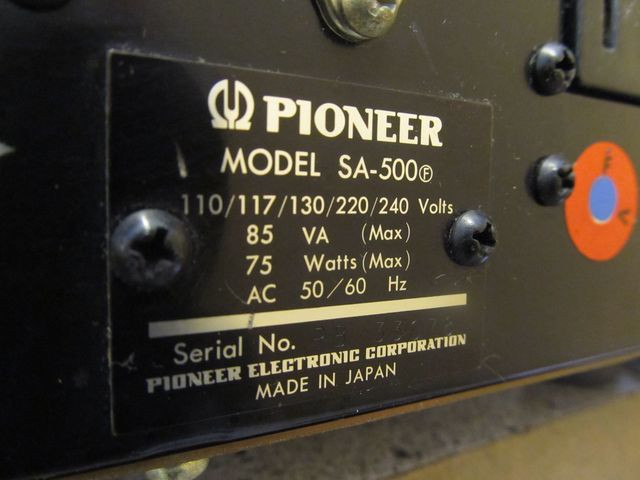 PIONEER
MODEL SA-500Ⓕ
110/117/130/220/240 Volts
85 VA (Max)
75 Watts (Max)
AC 50/60 Hz
Serial No.
PIONEER ELECTRONIC CORPORATION
MADE IN JAPAN